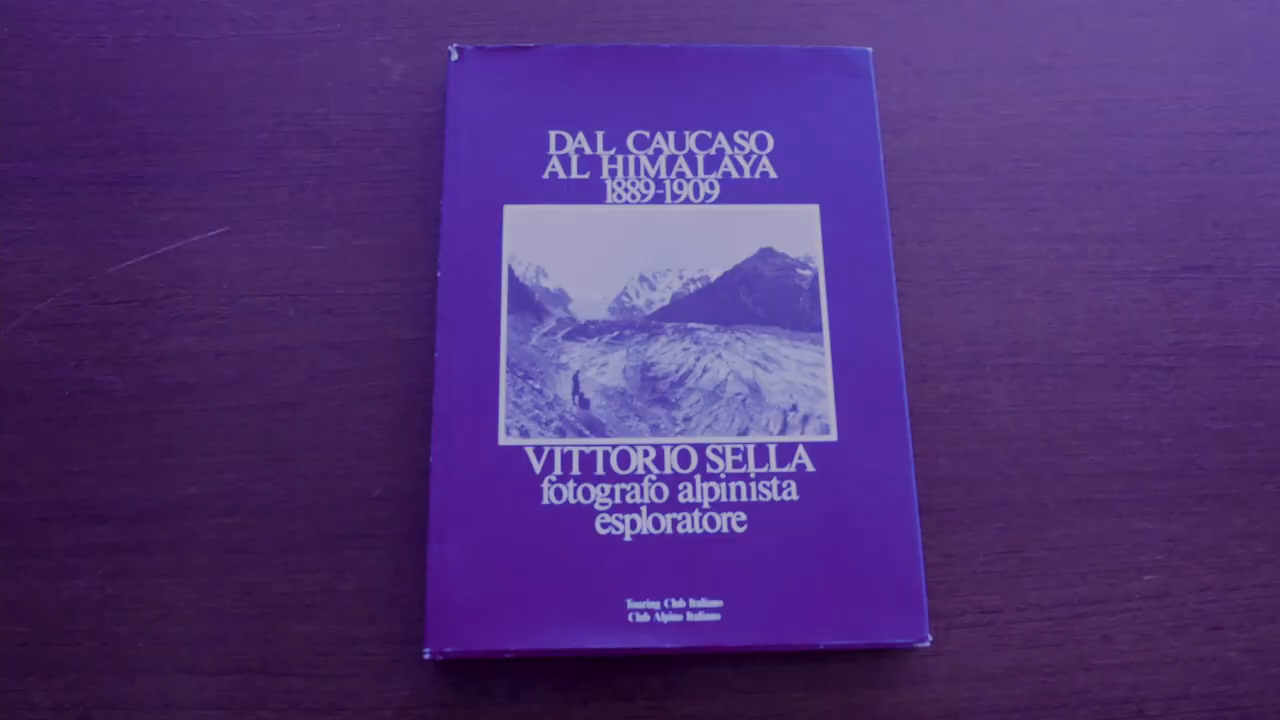 DAL CAUCASO
AL HIMALAYA
1889-1909
VITTORIO SELLA
fotografo alpinista
esploratore
Touring Club Italiano
Club Alpino Italiano